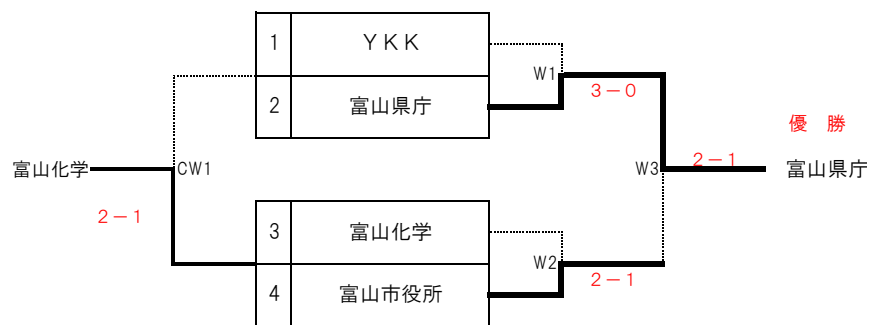 1 ＹＫＫ
W1
３－０
2 富山県庁
優　勝
富山化学
CW1
W3
２－１
富山県庁
２－１
3 富山化学
W2
２－１
4 富山市役所